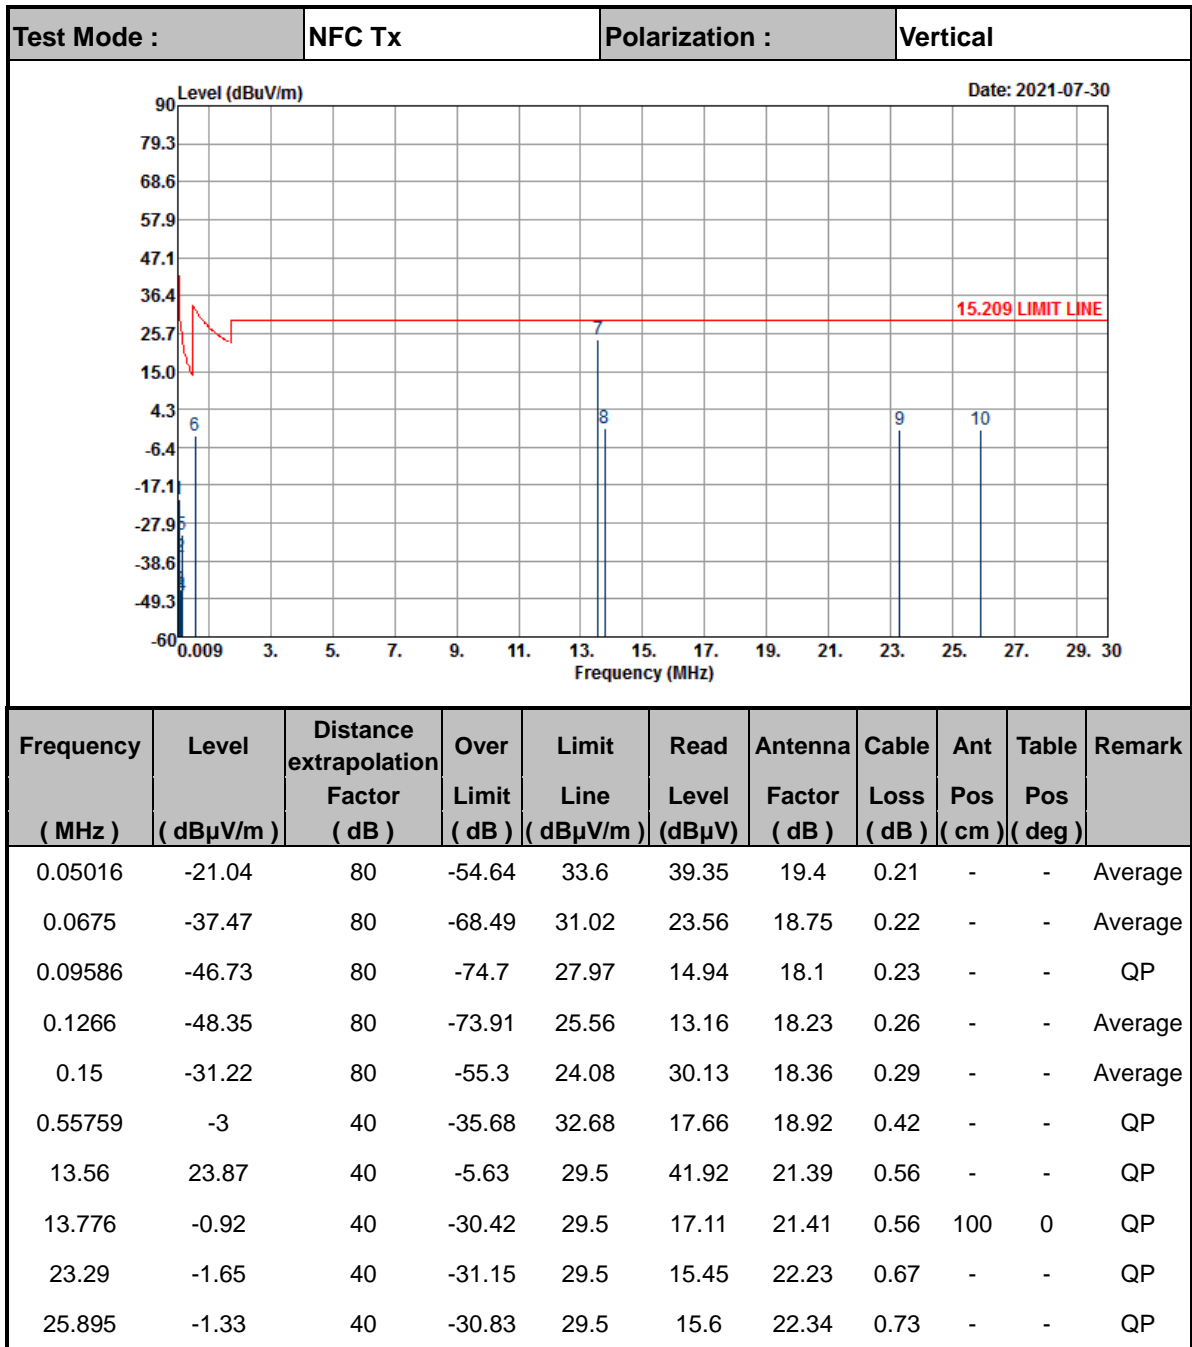 Test Mode : NFC Tx Polarization : Vertical
Level (dBuV/m) Date: 2021-07-30
90
79.3
68.6
57.9
47.1
36.4
25.7
15.0
4.3
-6.4
-17.1
-27.9
-38.6
-49.3
-60
15.209 LIMIT LINE
7
6 8 9 10
5
0.009 3. 5. 7. 9. 11. 13. 15. 17. 19. 21. 23. 25. 27. 29. 30
Frequency (MHz)
Frequency Level Distance extrapolation Over Limit Read Antenna Cable Ant Table Remark
Factor Limit Line Level Factor Loss Pos Pos
( MHz ) ( dBµV/m ) ( dB ) ( dB ) ( dBµV/m ) (dBµV) ( dB ) ( dB ) ( cm ) ( deg )
0.05016 -21.04 80 -54.64 33.6 39.35 19.4 0.21 - - Average
0.0675 -37.47 80 -68.49 31.02 23.56 18.75 0.22 - - Average
0.09586 -46.73 80 -74.7 27.97 14.94 18.1 0.23 - - QP
0.1266 -48.35 80 -73.91 25.56 13.16 18.23 0.26 - - Average
0.15 -31.22 80 -55.3 24.08 30.13 18.36 0.29 - - Average
0.55759 -3 40 -35.68 32.68 17.66 18.92 0.42 - - QP
13.56 23.87 40 -5.63 29.5 41.92 21.39 0.56 - - QP
13.776 -0.92 40 -30.42 29.5 17.11 21.41 0.56 100 0 QP
23.29 -1.65 40 -31.15 29.5 15.45 22.23 0.67 - - QP
25.895 -1.33 40 -30.83 29.5 15.6 22.34 0.73 - - QP